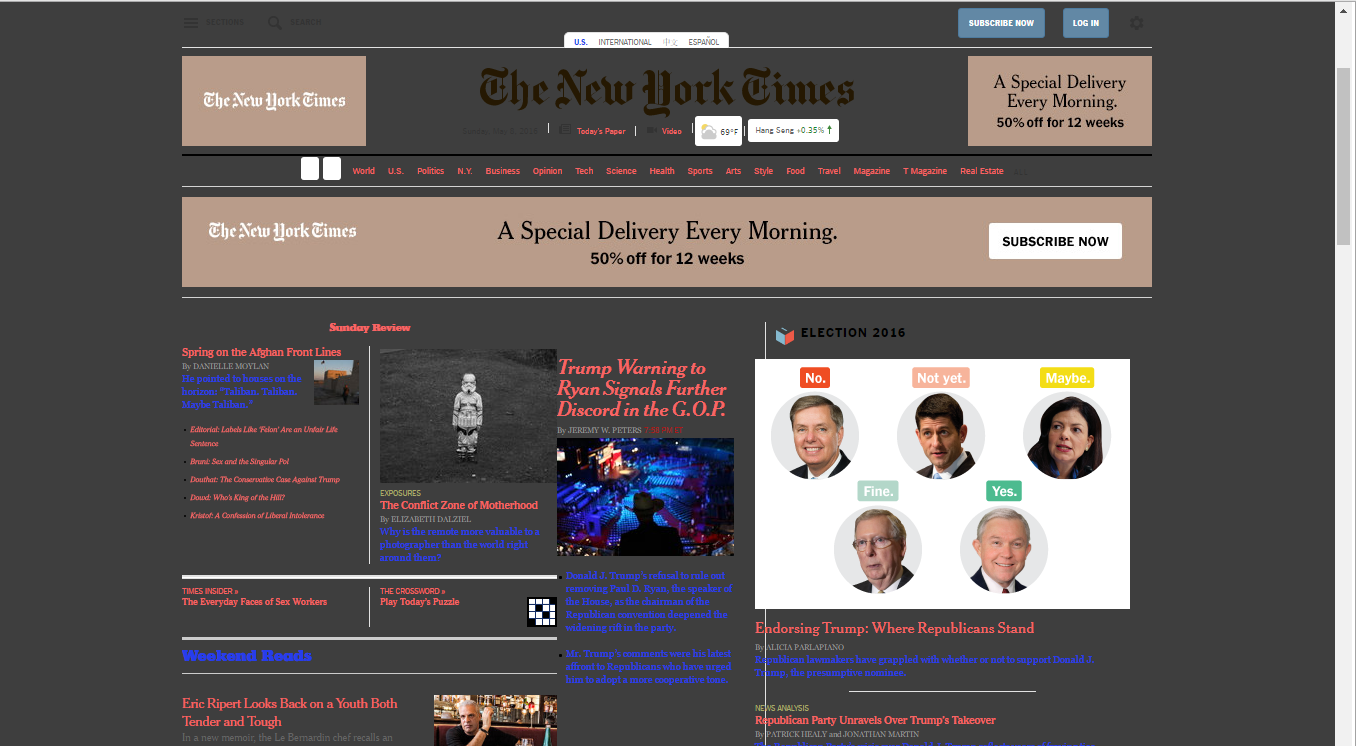 SECTIONS
SEARCH
SUBSCRIBE NOW
LOG IN
U.S. INTERNATIONAL 中文 ESPAÑOL
The New York Times
The New York Times
A Special Delivery
Every Morning.
50% off for 12 weeks
Sunday, May 8, 2016
Today's Paper
Video
69°F
Hang Seng +0.35% ↑
World U.S. Politics N.Y. Business Opinion Tech Science Health Sports Arts Style Food Travel Magazine T Magazine Real Estate ALL
The New York Times
A Special Delivery Every Morning.
50% off for 12 weeks
SUBSCRIBE NOW
Sunday Review
Spring on the Afghan Front Lines
By DANIELLE MOYLAN
He pointed to houses on the
horizon: “Taliban. Taliban.
Maybe Taliban.”
• Editorial: Labels Like ‘Felon’ Are an Unfair Life
Sentence
• Bruni: Sex and the Singular Pol
• Douthat: The Conservative Case Against Trump
• Dowd: Who’s King of the Hill?
• Kristof: A Confession of Liberal Intolerance
EXPOSURES
The Conflict Zone of Motherhood
By ELIZABETH DALZIEL
Why is the remote more valuable to a
photographer than the world right
around them?
TIMES INSIDER »
The Everyday Faces of Sex Workers
THE CROSSWORD »
Play Today’s Puzzle
Weekend Reads
Eric Ripert Looks Back on a Youth Both
Tender and Tough
In a new memoir, the Le Bernardin chef recalls an
Trump Warning to
Ryan Signals Further
Discord in the G.O.P.
By JEREMY W. PETERS
• Donald J. Trump’s refusal to rule out
removing Paul D. Ryan, the speaker of
the House, as the chairman of the
Republican convention deepened the
widening rift in the party.
• Mr. Trump’s comments were his latest
affront to Republicans who have urged
him to adopt a more cooperative tone.
ELECTION 2016
No.
Not yet.
Maybe.
Fine.
Yes.
Endorsing Trump: Where Republicans Stand
By ALICIA PARLAPIANO
Republican lawmakers have grappled with whether or not to support Donald J.
Trump, the presumptive nominee.
NEWS ANALYSIS
Republican Party Unravels Over Trump’s Takeover
By PATRICK HEALY and JONATHAN MARTIN